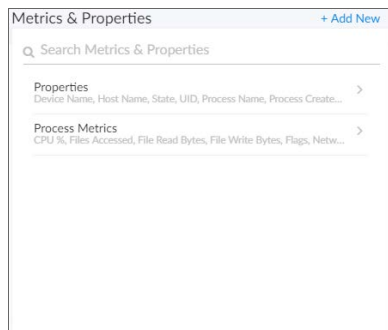 Metrics & Properties
+ Add New
Search Metrics & Properties
Properties
Device Name, Host Name, State, UID, Process Name, Process Create...
Process Metrics
CPU %, Files Accessed, File Read Bytes, File Write Bytes, Flags, Netw...